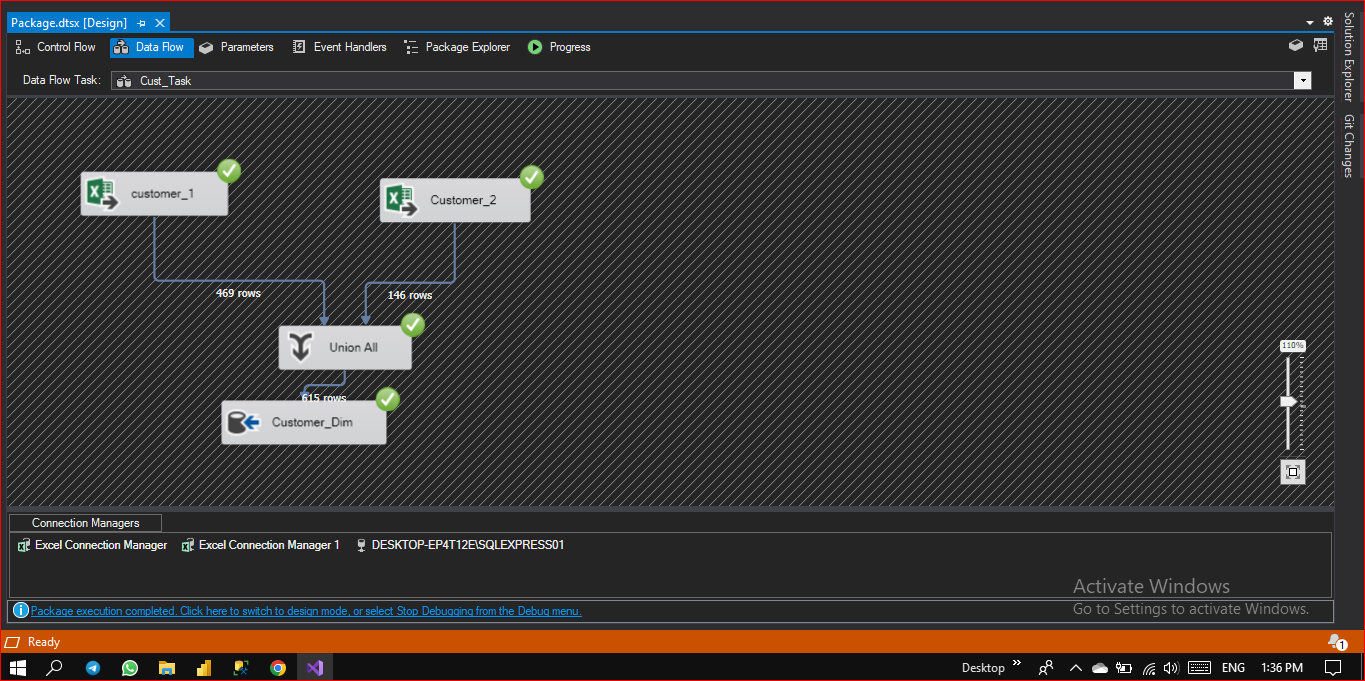 Package.dtsx [Design]
Control Flow
Data Flow
Parameters
Event Handlers
Package Explorer
Progress
Data Flow Task:
Cust_Task
customer_1
Customer_2
469 rows
146 rows
Union All
615 rows
Customer_Dim
110%
Solution Explorer
Git Changes
Connection Managers
Excel Connection Manager
Excel Connection Manager 1
DESKTOP-EP4T12E\SQLEXPRESS01
Activate Windows
Go to Settings to activate Windows.
Package execution completed. Click here to switch to design mode, or select Stop Debugging from the Debug menu.
Ready
1
Desktop
ENG
1:36 PM